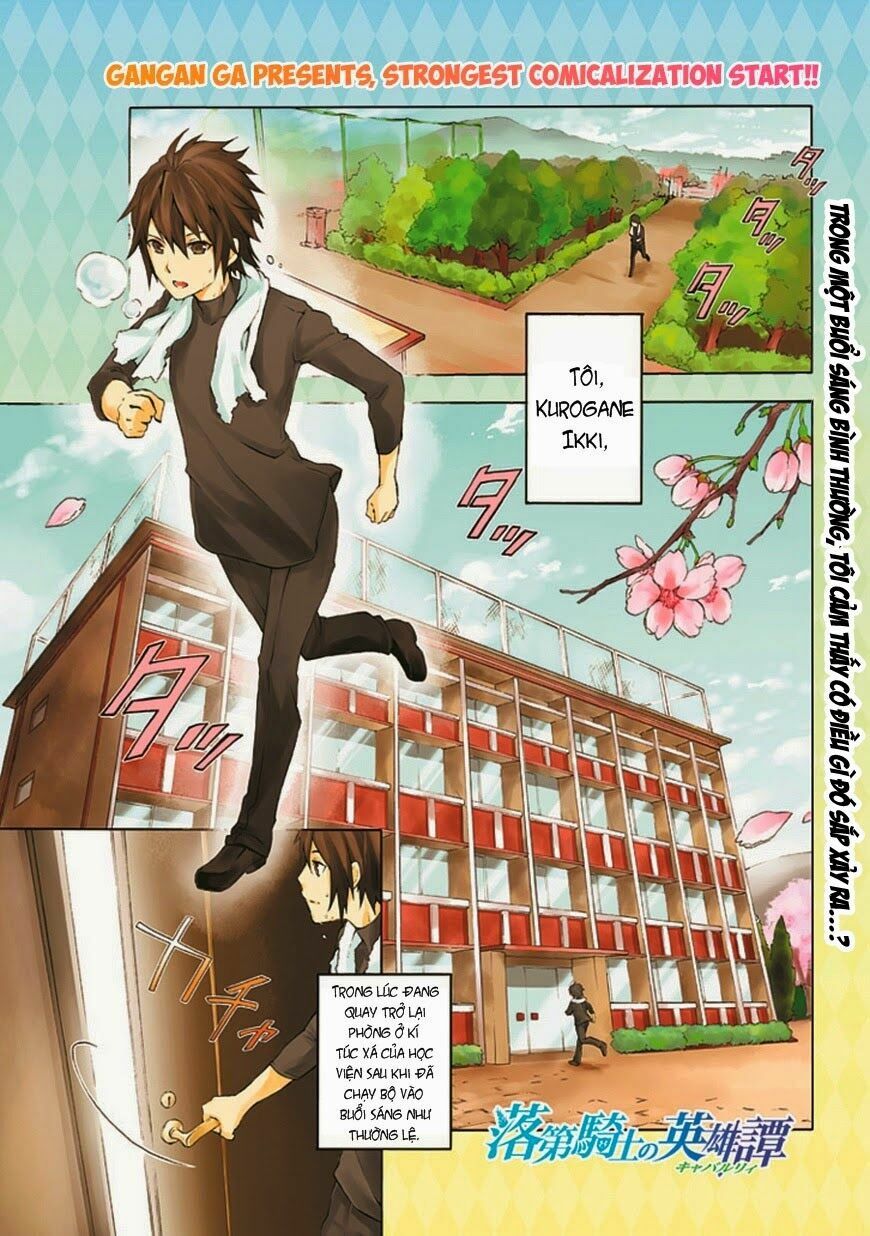 GANGAN GA PRESENTS, STRONGEST COMICALIZATION START!!
タッ
タッ
タッ
TRONG MỘT BUỔI SÁNG BÌNH THƯỜNG, TÔI CẢM THẤY CÓ ĐIỀU GÌ ĐÓ SẮP XẢY RA....?
TÔI,
KUROGANE
IKKI,
タッ
タッ
ガチャ
TRONG LÚC ĐANG
QUAY TRỞ LẠI
PHÒNG Ở KÍ
TÚC XÁ CỦA HỌC
VIỆN SAU KHI ĐÃ
CHẠY BỘ VÀO
BUỔI SÁNG NHƯ
THƯỜNG LỆ.
落第騎士の英雄譚
キャバルリィ